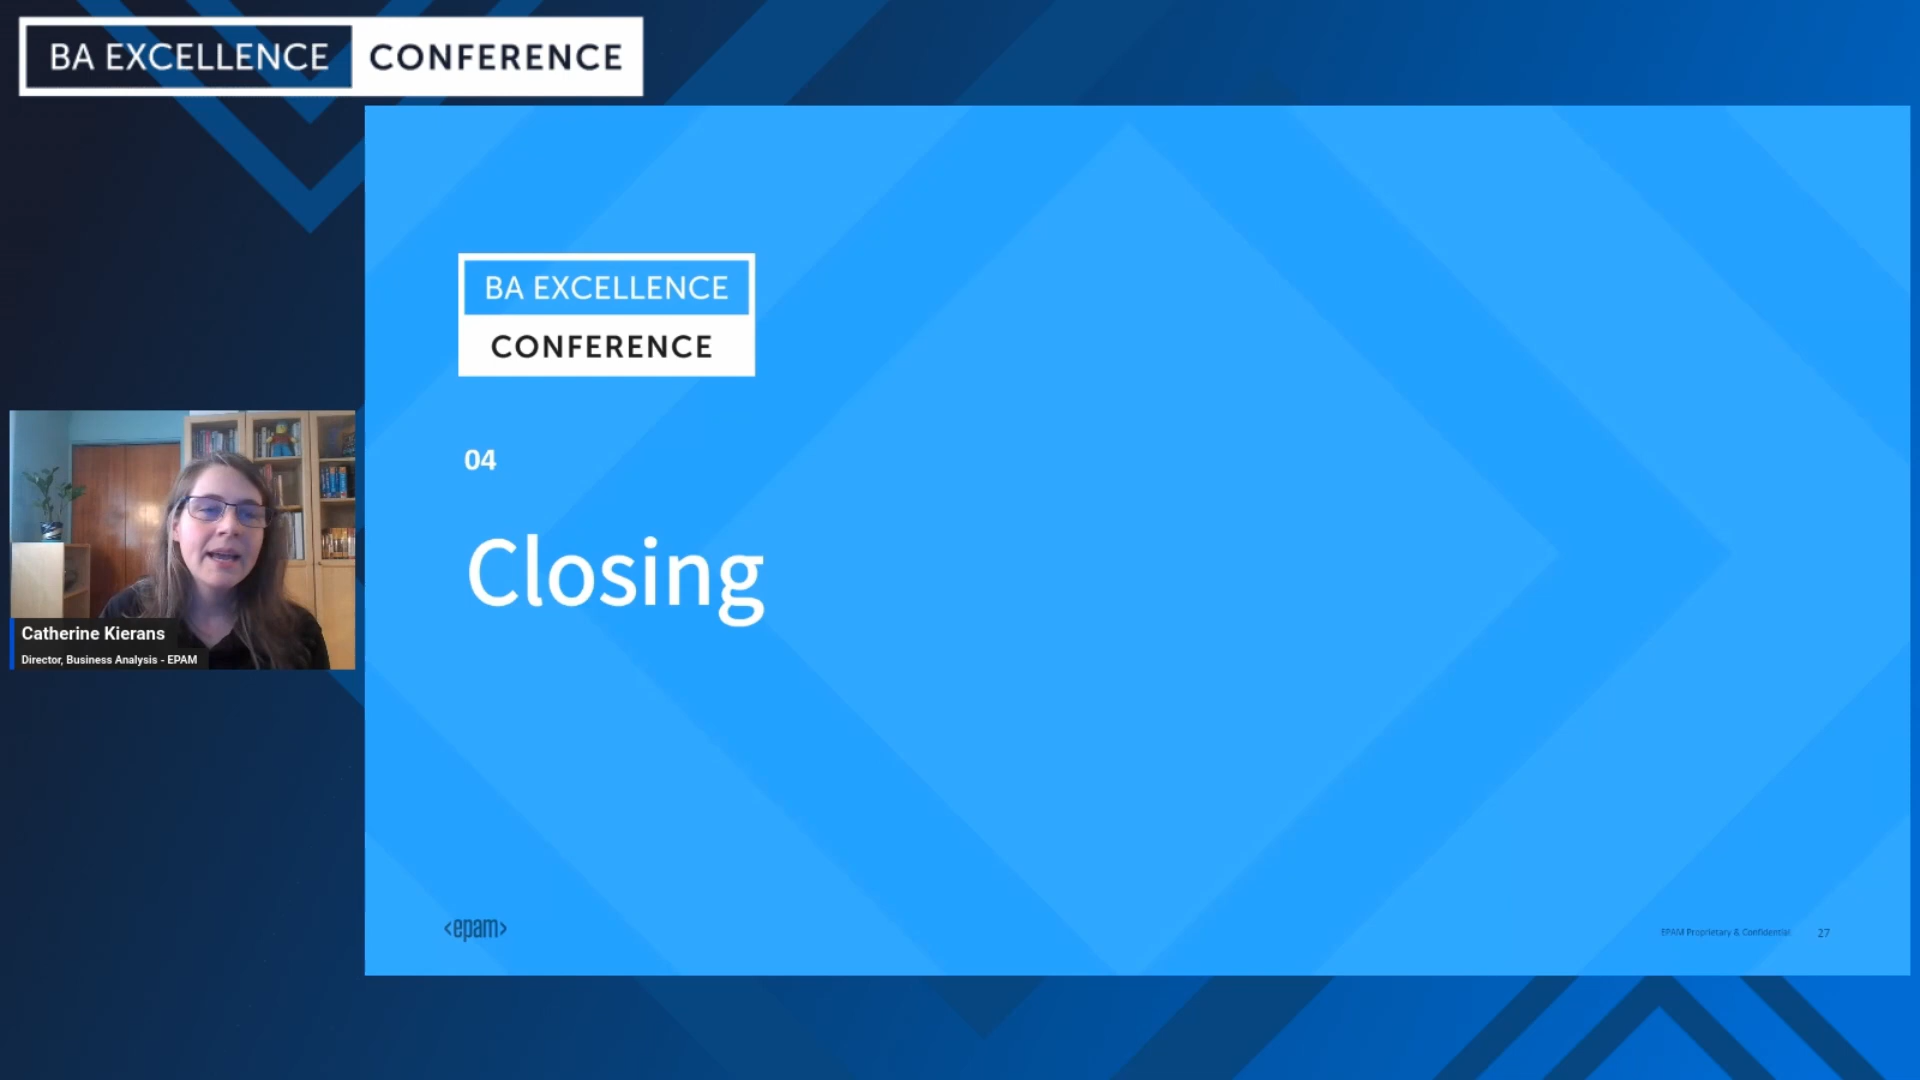 BA EXCELLENCE CONFERENCE
BA EXCELLENCE
CONFERENCE
04
Closing
Catherine Kierans
Director, Business Analysis - EPAM
<epam>
EPAM Proprietary & Confidential. 27